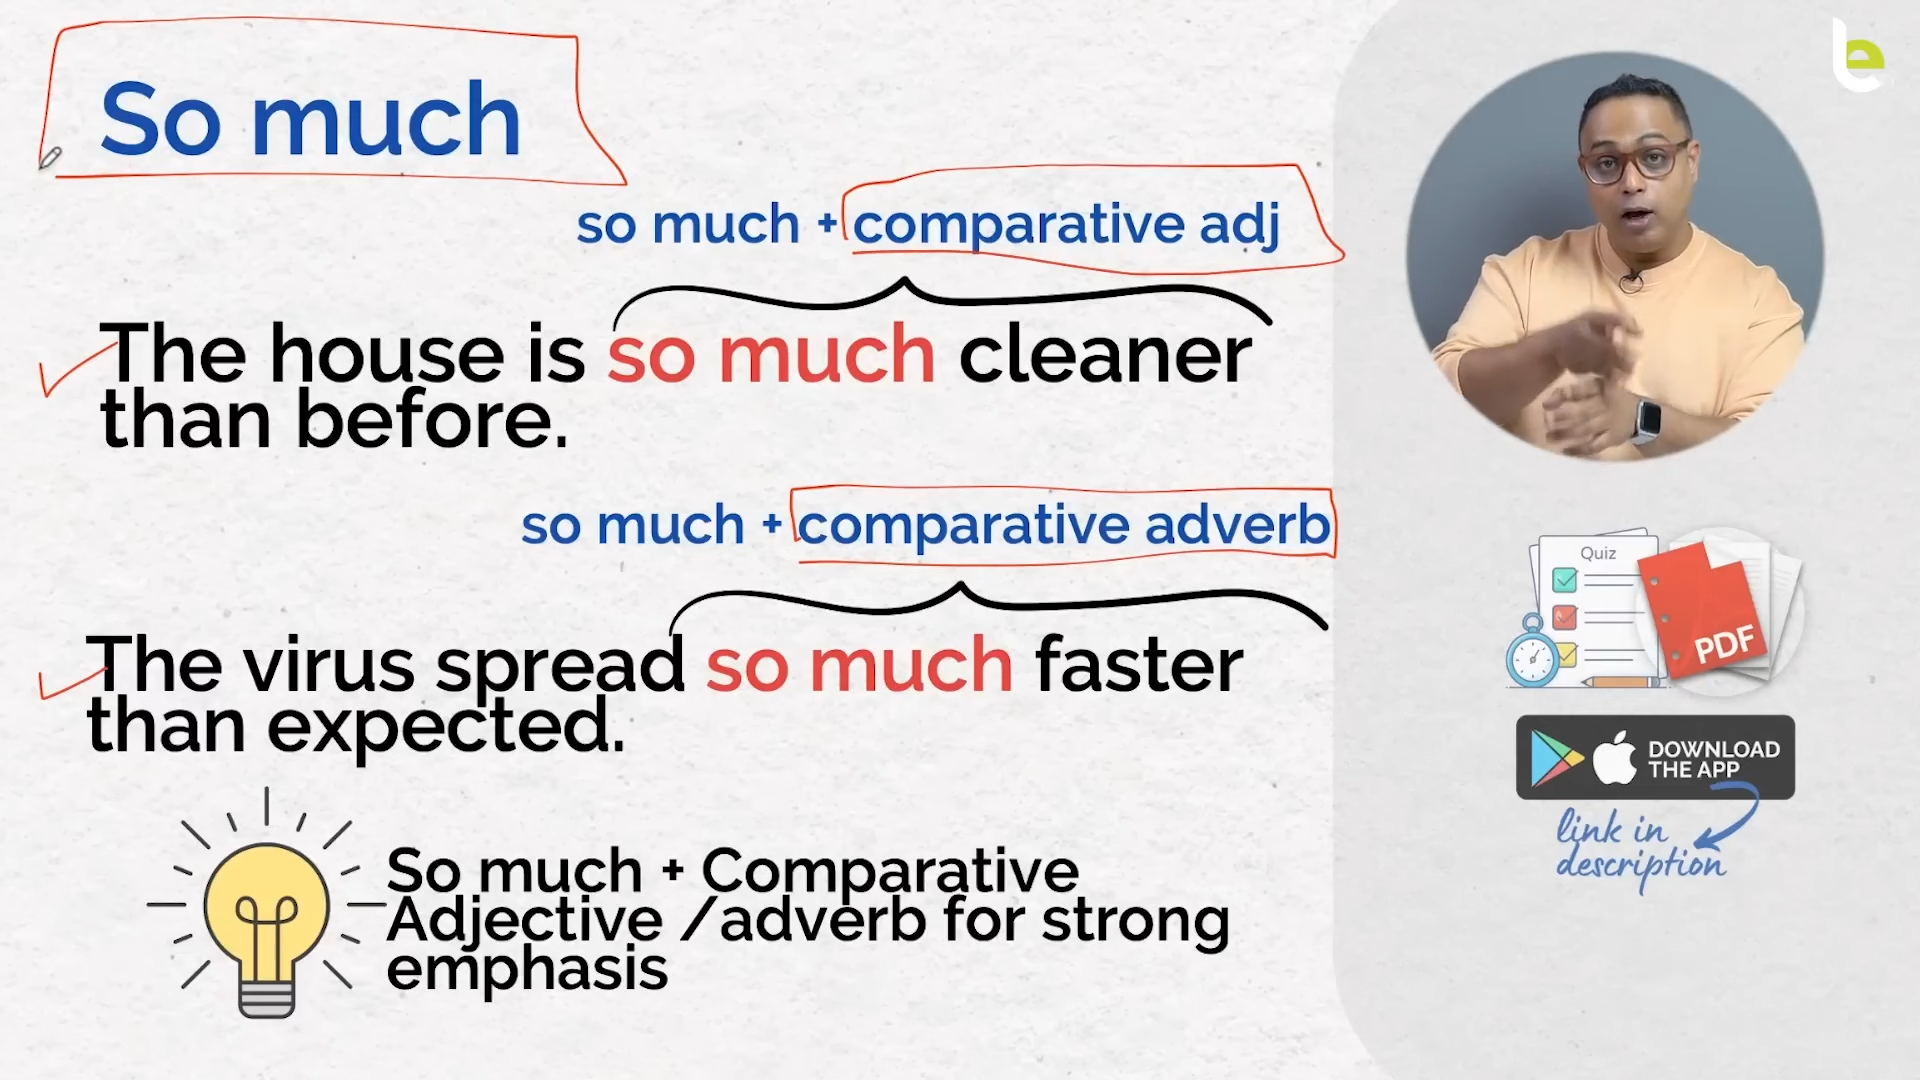 So much
so much + comparative adj
The house is so much cleaner
than before.
so much + comparative adverb
The virus spread so much faster
than expected.
So much + Comparative
Adjective /adverb for strong
emphasis
Quiz
PDF
DOWNLOAD
THE APP
link in
description